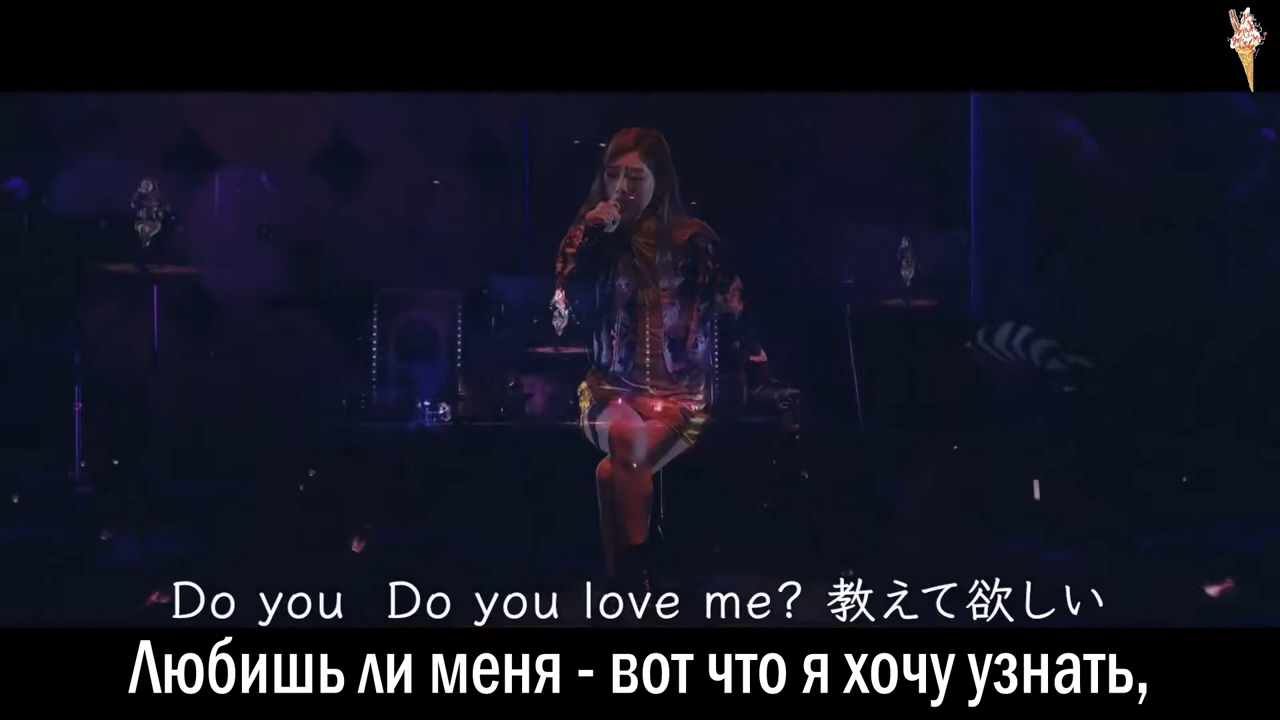 Do you Do you love me? 教えて欲しい
Любишь ли меня - вот что я хочу узнать,